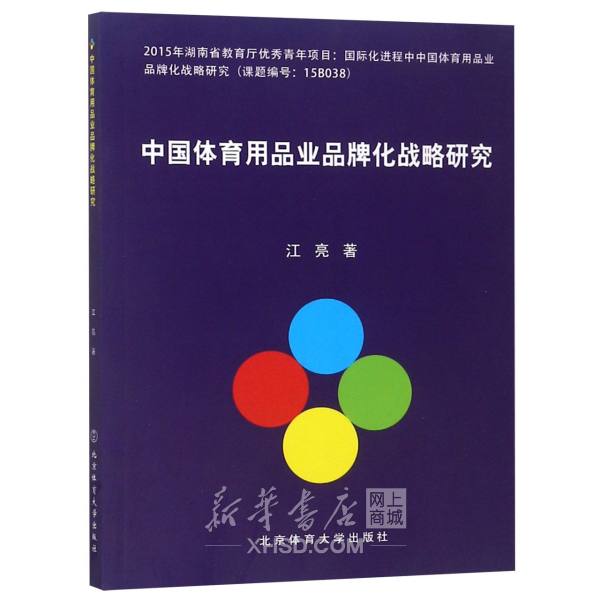 2015年湖南省教育厅优秀青年项目：国际化进程中中国体育用品业
品牌化战略研究（课题编号：15B038）
中国体育用品业品牌化战略研究
江 亮 著
北京体育大学出版社
中国体育用品业品牌化战略研究
江 亮 著
北京体育大学出版社
新华书店
网上
商城
XHSD.COM